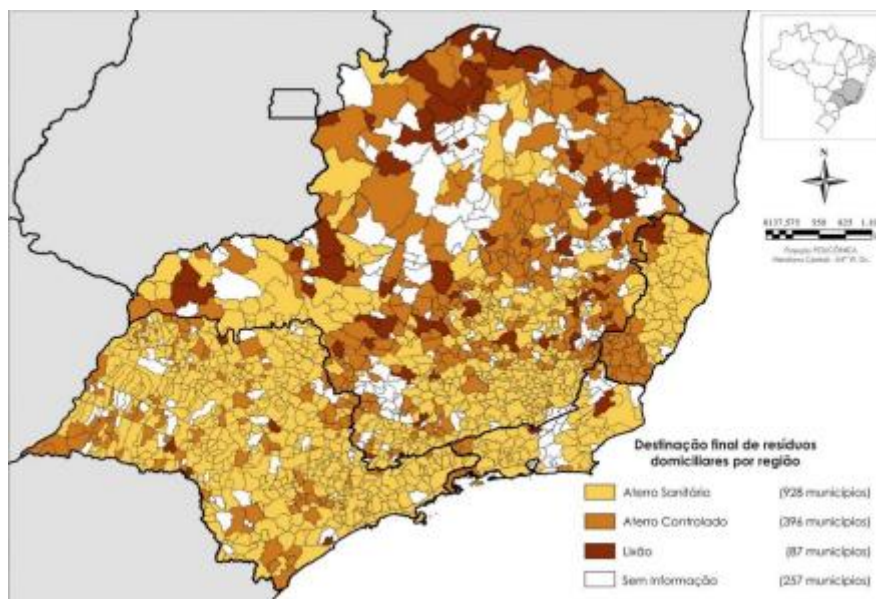 N
Destinação final de resíduos
domiciliares por região
Aterro Sanitário (928 municípios)
Aterro Controlado (396 municípios)
Lixão (87 municípios)
Sem Informação (257 municípios)